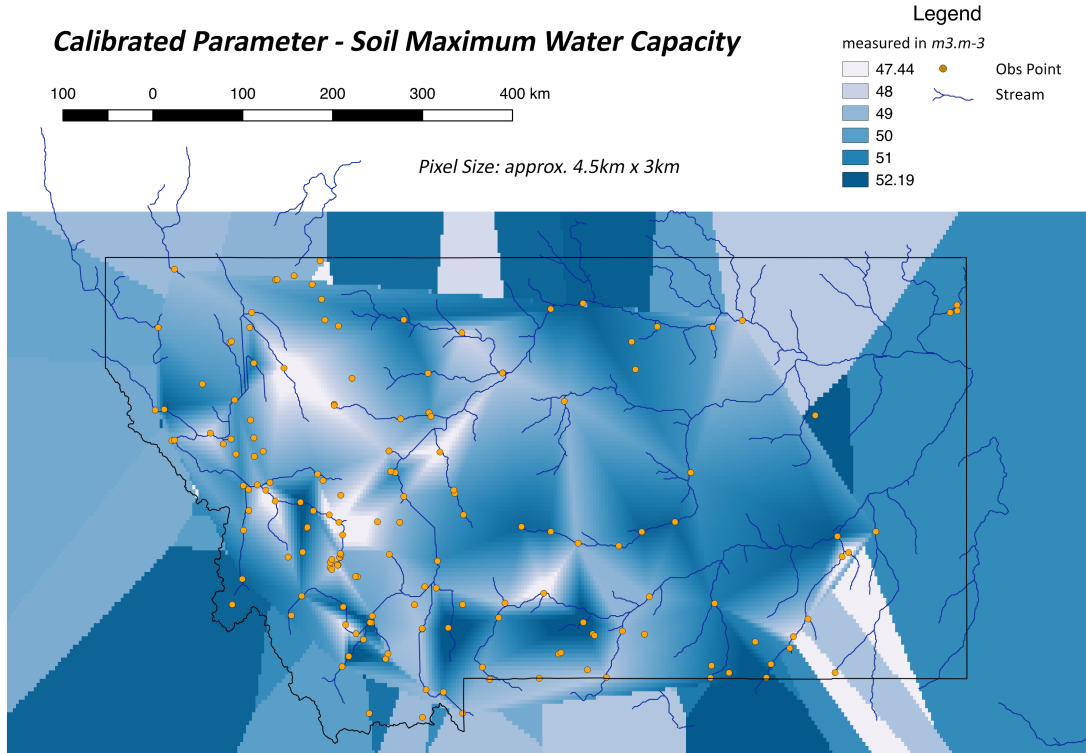 Legend
Calibrated Parameter - Soil Maximum Water Capacity
measured in m3.m-3
47.44
Obs Point
48
Stream
49
50
51
52.19
100 0 100 200 300 400 km
Pixel Size: approx. 4.5km x 3km